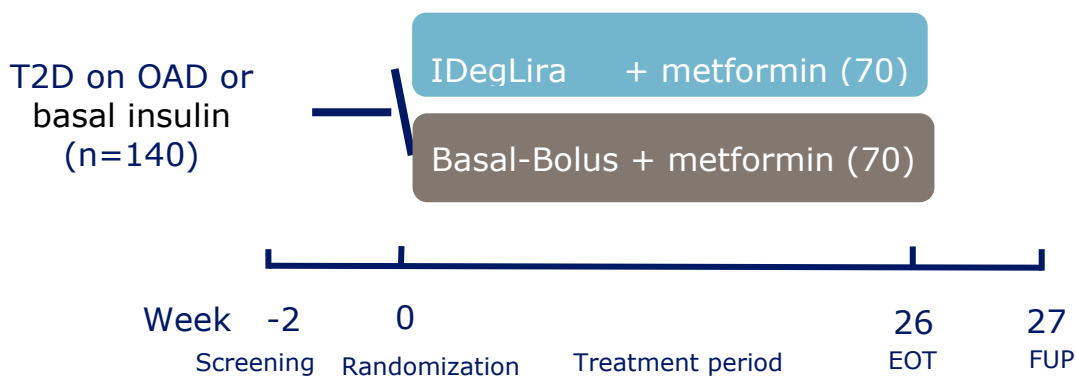 T2D on OAD or
basal insulin
(n=140)
IDegLira + metformin (70)
Basal-Bolus + metformin (70)
Week -2 0 26 27
Screening Randomization Treatment period EOT FUP